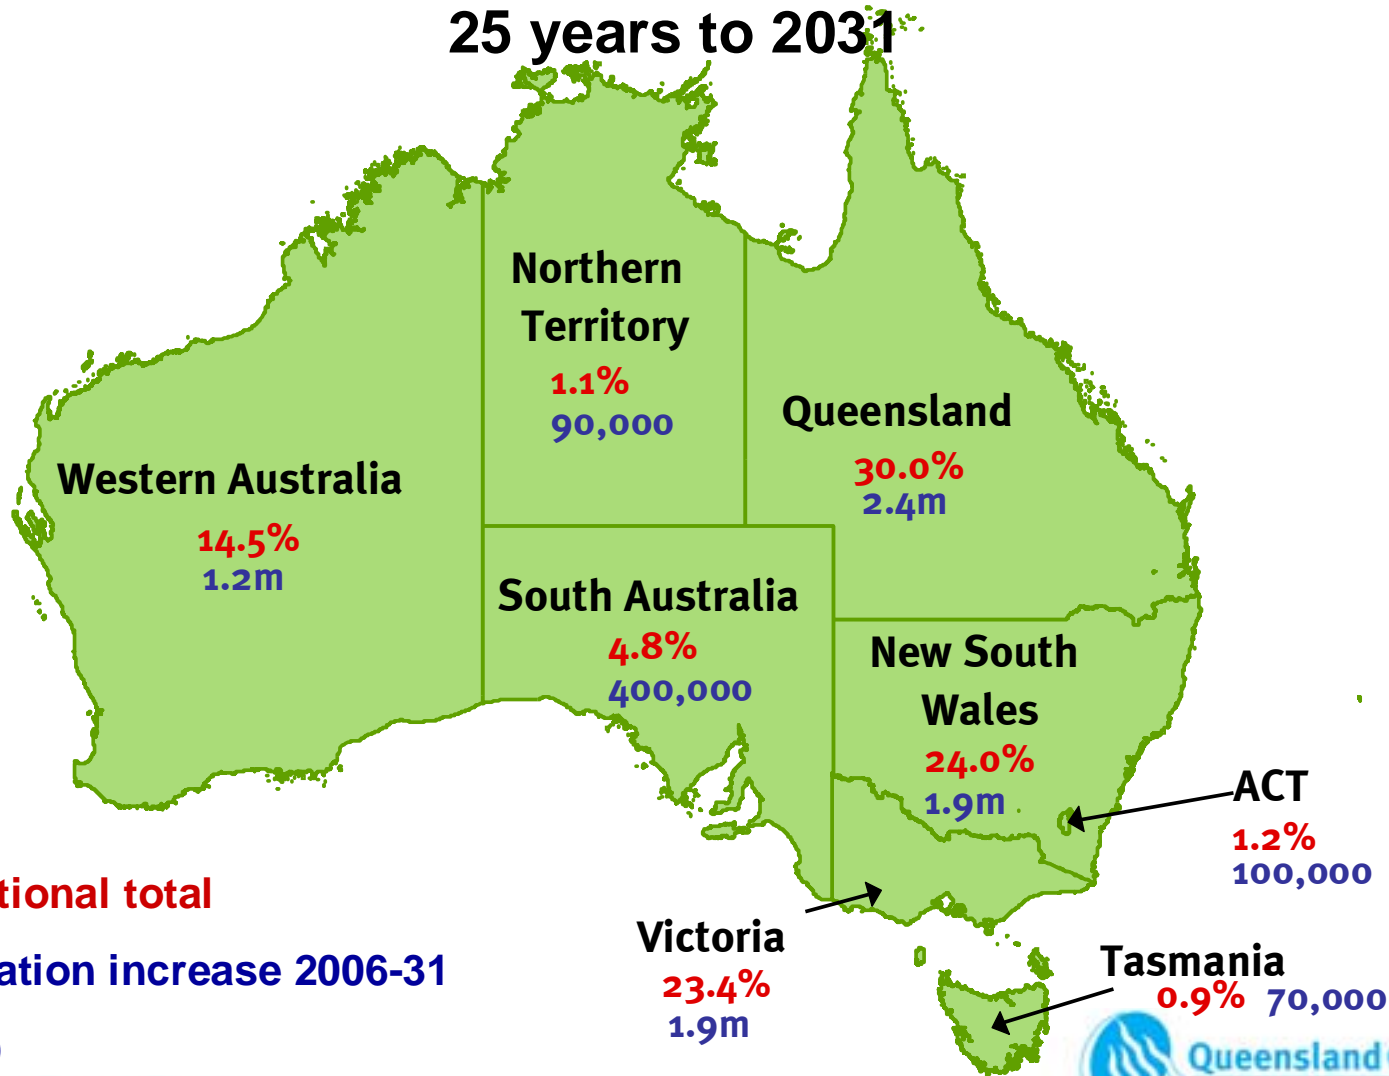 25 years to 2031
Northern
Territory
1.1%
90,000
Queensland
30.0%
2.4m
Western Australia
14.5%
1.2m
South Australia
4.8%
400,000
New South
Wales
24.0%
1.9m
ACT
1.2%
100,000
tional total
Victoria
23.4%
1.9m
ation increase 2006-31
Tasmania
0.9% 70,000
)
Queensland